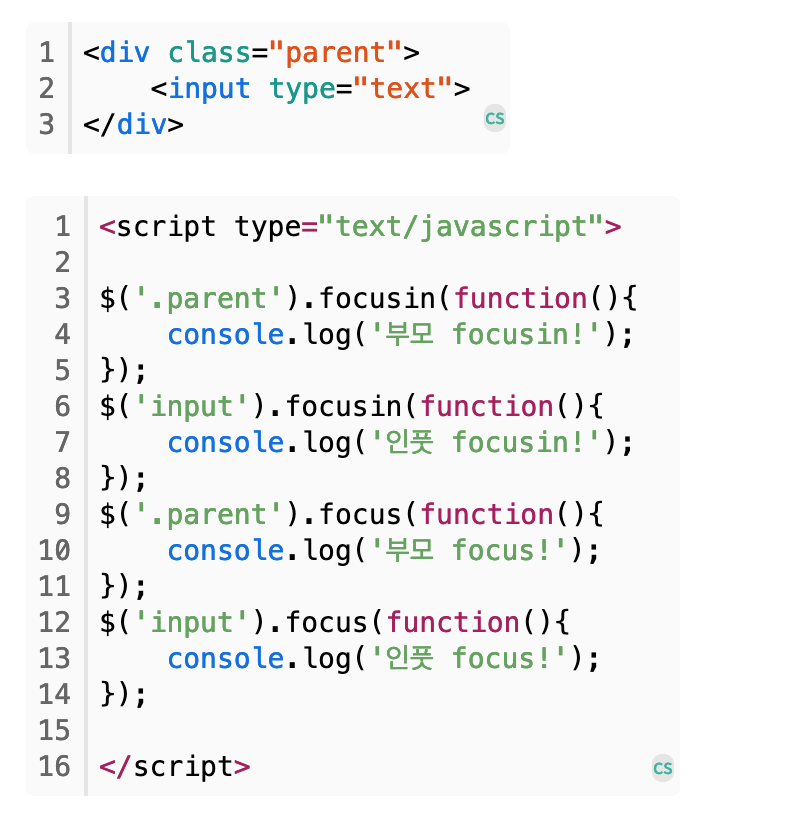 1 <div class="parent">
2     <input type="text">
3 </div>
CS
1 <script type="text/javascript">
2
3 $('.parent').focusin(function(){
4     console.log('부모 focusin!');
5 });
6 $('input').focusin(function(){
7     console.log('인풋 focusin!');
8 });
9 $('.parent').focus(function(){
10     console.log('부모 focus!');
11 });
12 $('input').focus(function(){
13     console.log('인풋 focus!');
14 });
15
16 </script>
CS